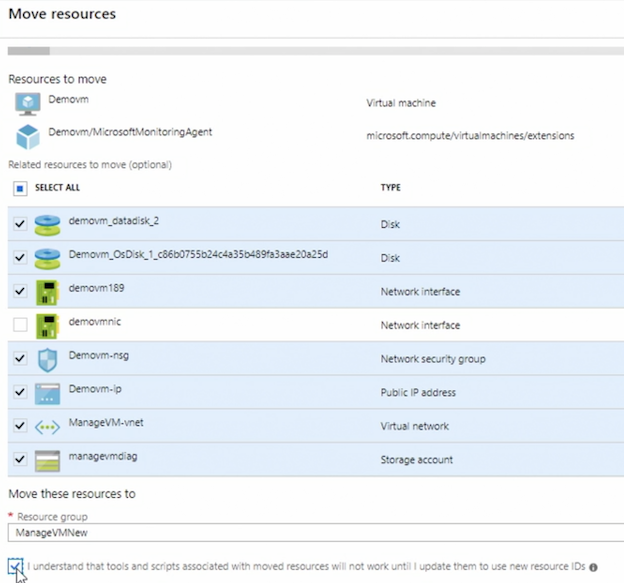 Move resources
Resources to move
Demovm Virtual machine
Demovm/MicrosoftMonitoringAgent microsoft.compute/virtualmachines/extensions
Related resources to move (optional)
SELECT ALL TYPE
demovm_datadisk_2 Disk
Demovm_OsDisk_1_c86b0755b24c4a35b489fa3aae20a25d Disk
demovm189 Network interface
demovmnic Network interface
Demovm-nsg Network security group
Demovm-ip Public IP address
ManageVM-vnet Virtual network
managevmdiag Storage account
Move these resources to
* Resource group
ManageVMNew
I understand that tools and scripts associated with moved resources will not work until I update them to use new resource IDs